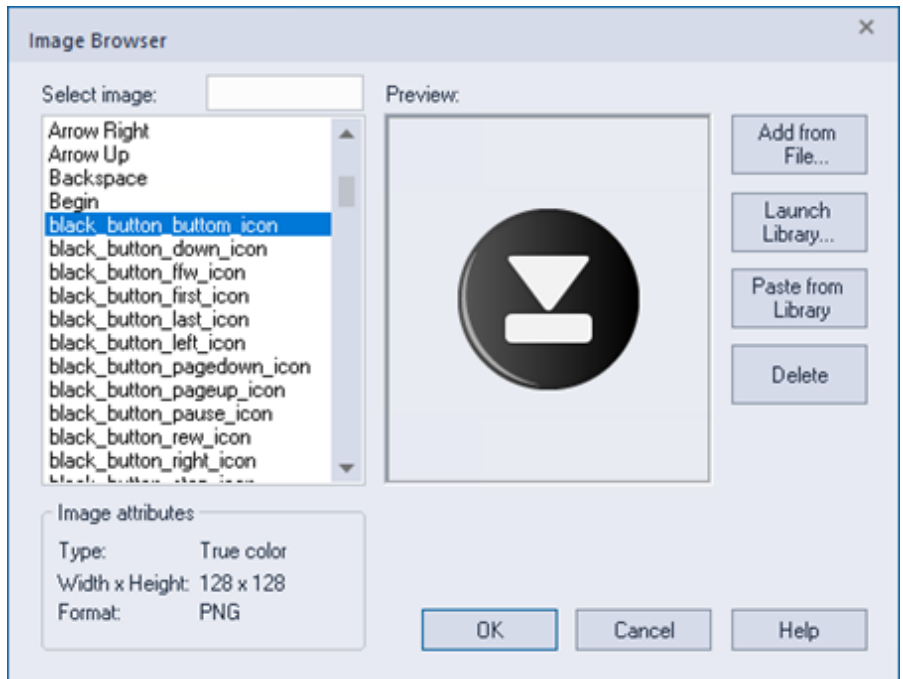 Image Browser
Select image:
Preview:
Arrow Right
Arrow Up
Backspace
Begin
black_button_buttom_icon
black_button_down_icon
black_button_ffw_icon
black_button_first_icon
black_button_last_icon
black_button_left_icon
black_button_pagedown_icon
black_button_pageup_icon
black_button_pause_icon
black_button_rew_icon
black_button_right_icon
Add from
File...
Launch
Library...
Paste from
Library
Delete
Image attributes
Type: True color
Width x Height: 128 x 128
Format: PNG
OK
Cancel
Help